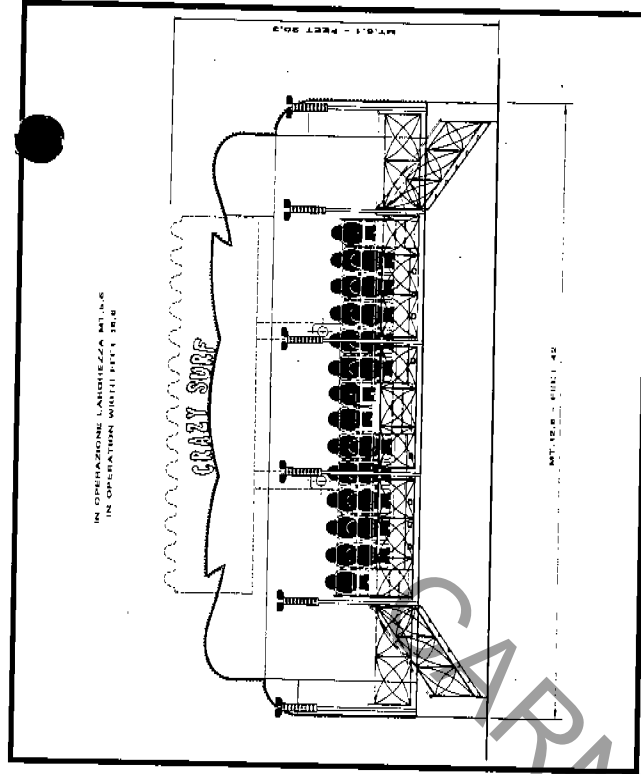 IN OPERAZIONE LARGHEZZA MT.5,6
IN OPERATION WIDTH FEET 18,6
MT.6.1 - FEET 20,3
CRAZY SURF
MT.12.8 - FEET 42